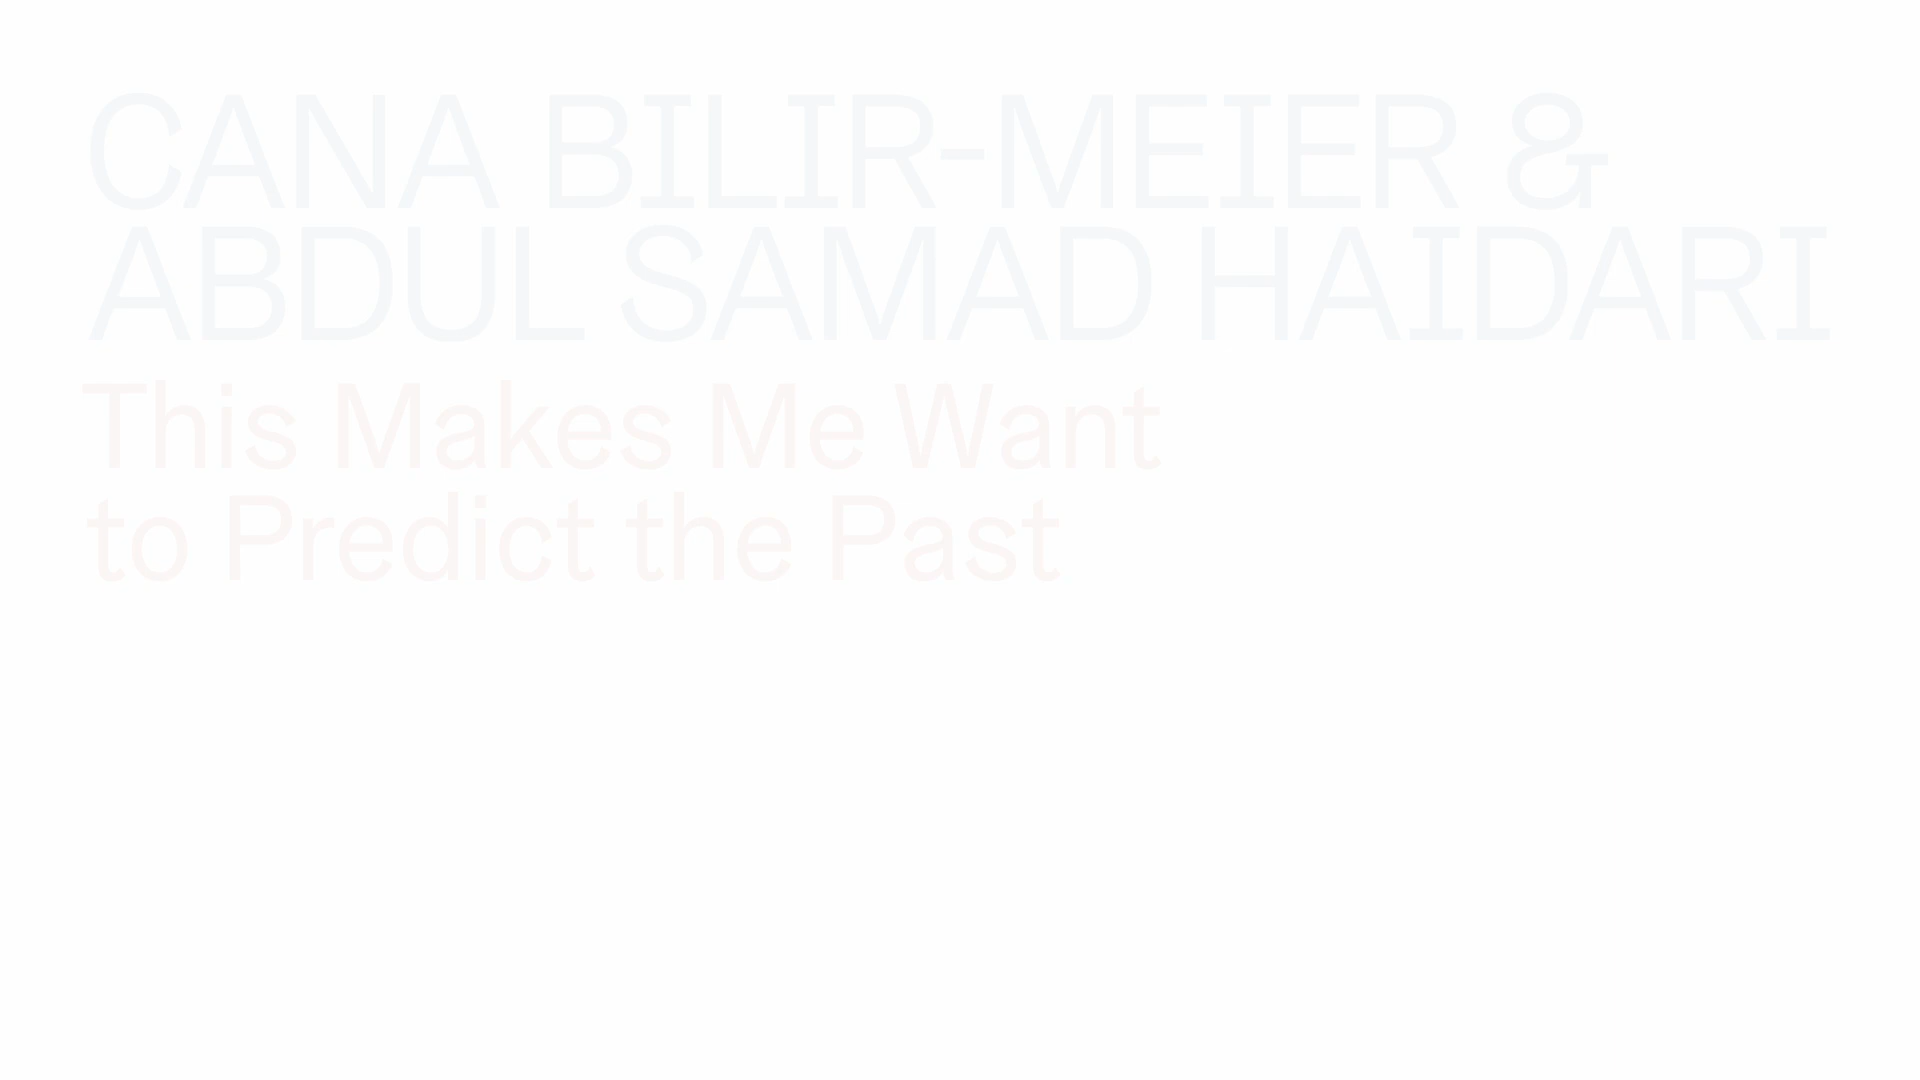 CANA BILIR-MEIER &
ABDUL SAMAD HAIDARI
This Makes Me Want
to Predict the Past